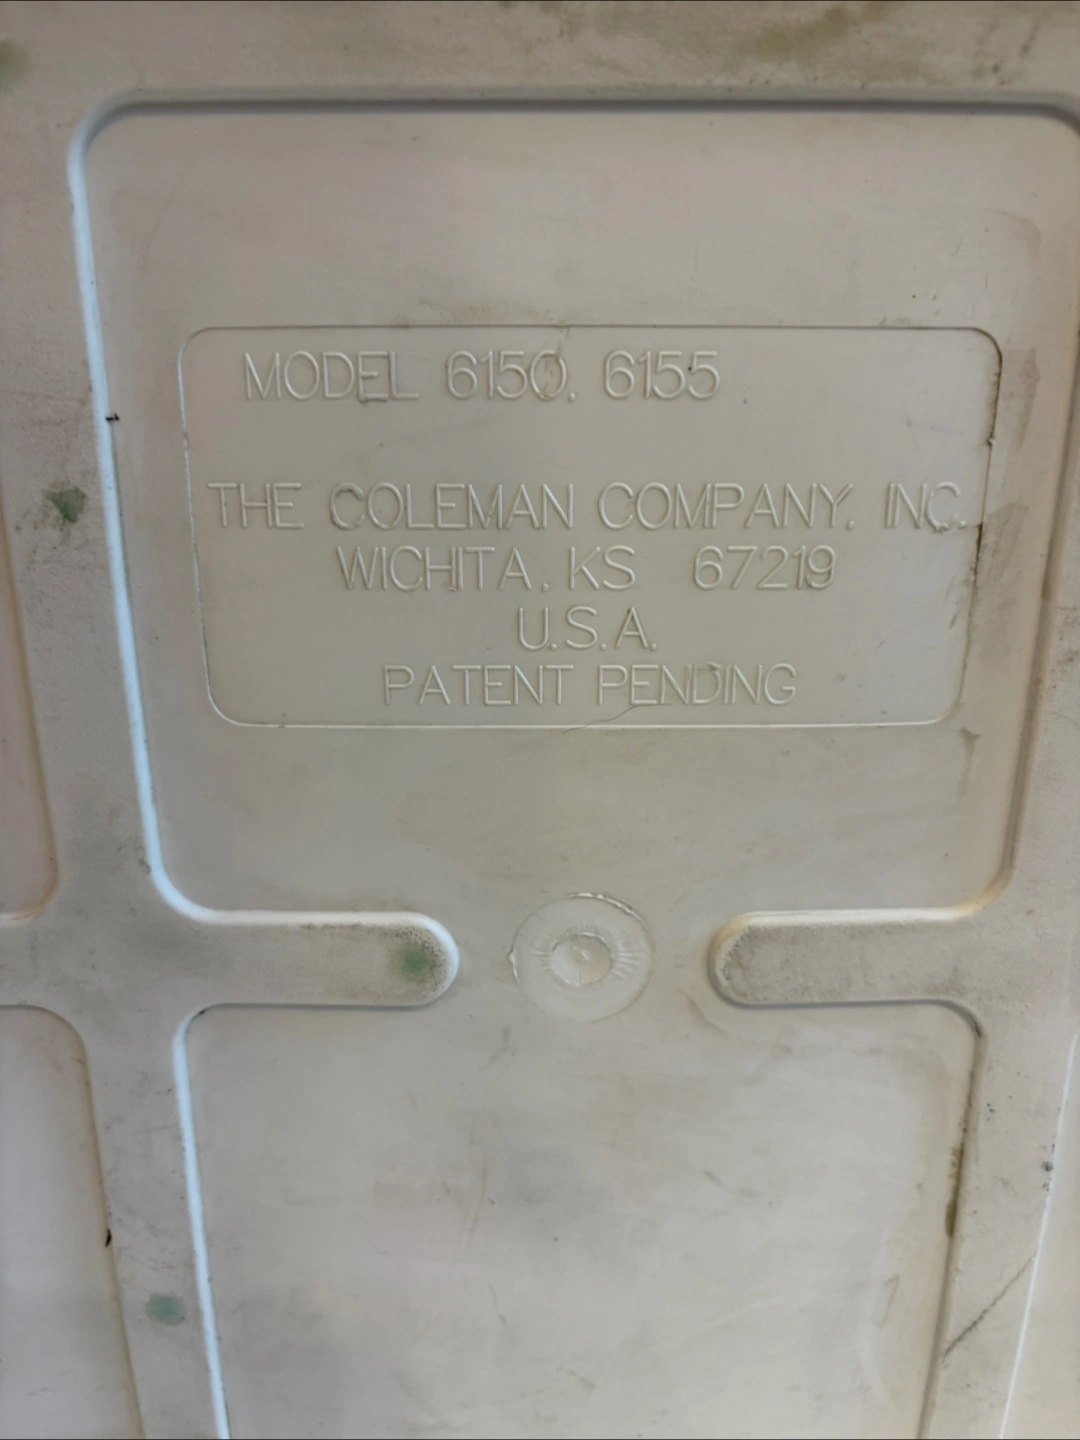 MODEL 6150, 6155
THE COLEMAN COMPANY, INC.
WICHITA, KS 67219
U.S.A.
PATENT PENDING